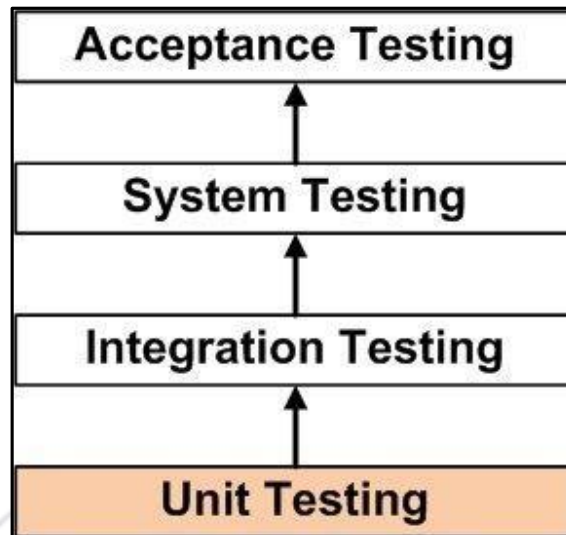 Acceptance Testing
System Testing
Integration Testing
Unit Testing